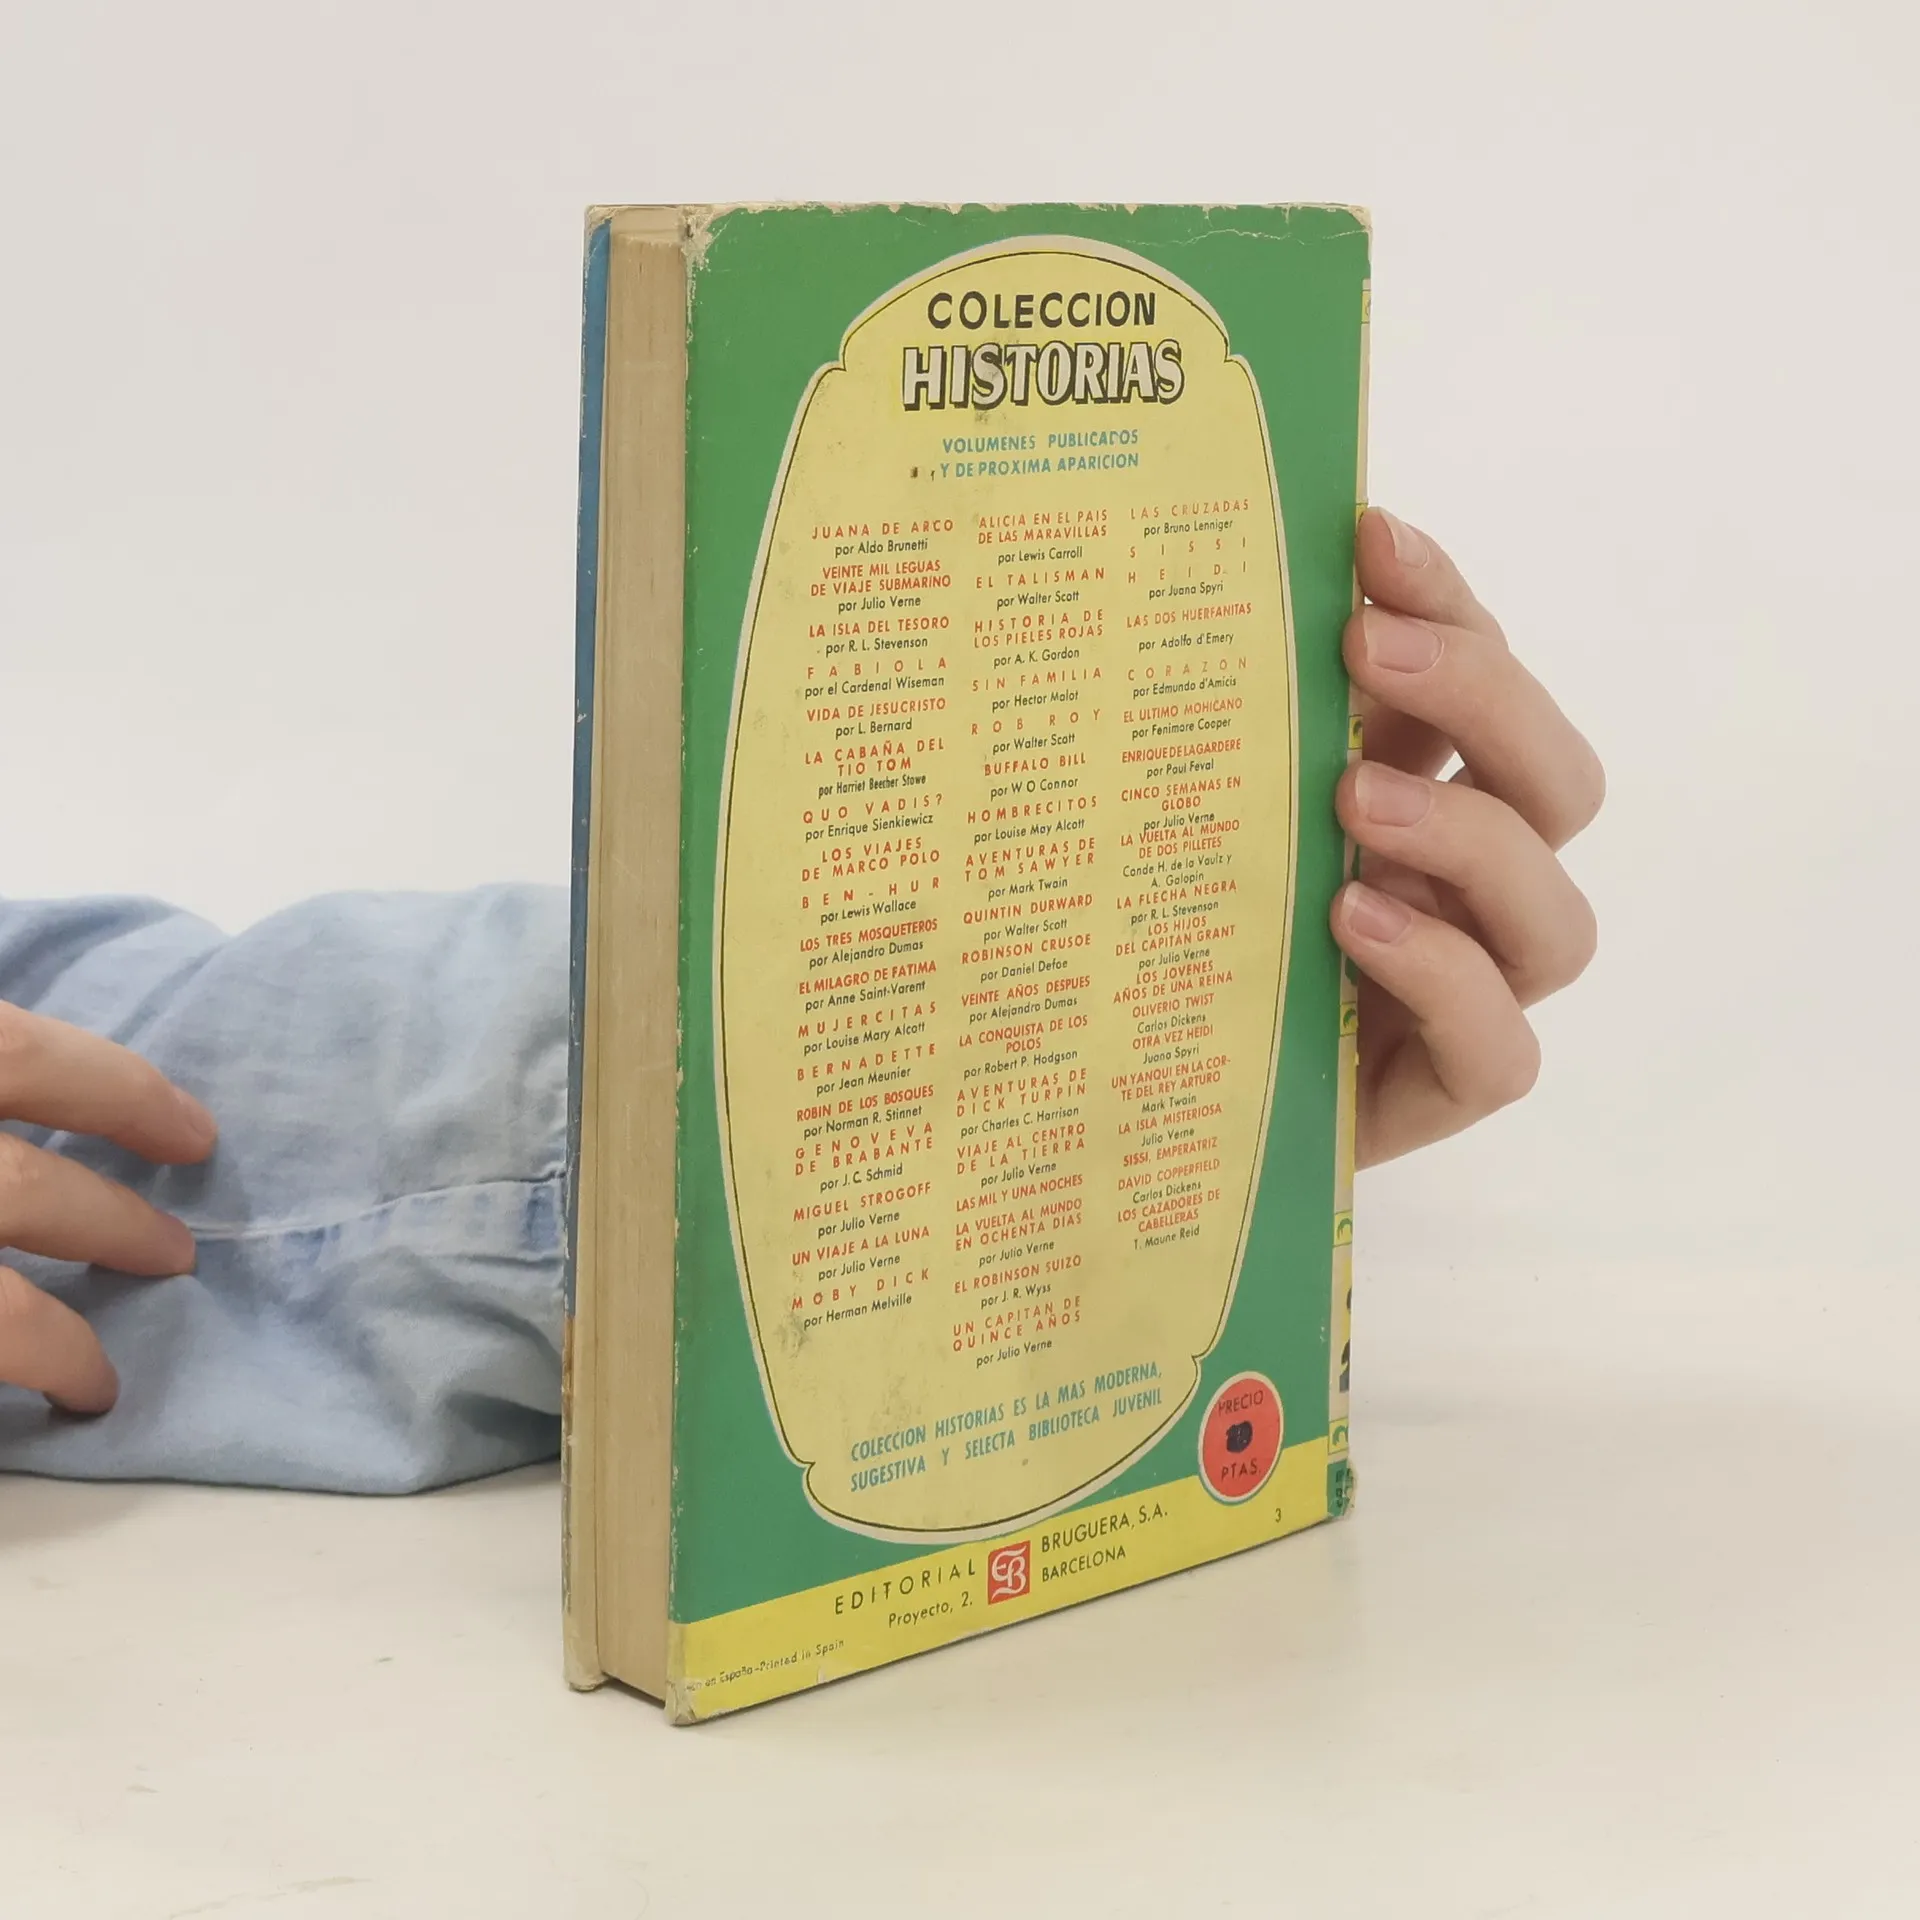 COLECCION
HISTORIAS
VOLUMENES PUBLICADOS
Y DE PROXIMA APARICION
JUANA DE ARCO
por Aldo Brunetti
VEINTE MIL LEGUAS
DE VIAJE SUBMARINO
por Julio Verne
LA ISLA DEL TESORO
por R. L. Stevenson
FABIOLA
por el Cardenal Wiseman
VIDA DE JESUCRISTO
por L. Bernard
LA CABAÑA DEL
TIO TOM
por Harriet Beecher Stowe
QUO VADIS?
por Enrique Sienkiewicz
LOS VIAJES
DE MARCO POLO
BEN-HUR
por Lewis Wallace
LOS TRES MOSQUETEROS
por Alejandro Dumas
EL MILAGRO DE FATIMA
por Anne Saint-Varent
MUJERCITAS
por Louise Mary Alcott
BERNADETTE
por Jean Meunier
ROBIN DE LOS BOSQUES
por Norman R. Stinnet
GENOVEVA
DE BRABANTE
por J. C. Schmid
MIGUEL STROGOFF
por Julio Verne
UN VIAJE A LA LUNA
por Julio Verne
MOBY DICK
por Herman Melville
ALICIA EN EL PAIS
DE LAS MARAVILLAS
por Lewis Carroll
EL TALISMAN
por Walter Scott
HISTORIA DE
LOS PIELES ROJAS
por A. K. Gordon
SIN FAMILIA
por Hector Malot
ROB ROY
por Walter Scott
BUFFALO BILL
por W O Connor
HOMBRECITOS
por Louise May Alcott
AVENTURAS DE
TOM SAWYER
por Mark Twain
QUINTIN DURWARD
por Walter Scott
ROBINSON CRUSOE
por Daniel Defoe
VEINTE AÑOS DESPUES
por Alejandro Dumas
LA CONQUISTA DE LOS
POLOS
por Robert P. Hodgson
AVENTURAS DE
DICK TURPIN
por Charles C. Harrison
VIAJE AL CENTRO
DE LA TIERRA
por Julio Verne
LAS MIL Y UNA NOCHES
LA VUELTA AL MUNDO
EN OCHENTA DIAS
por Julio Verne
EL ROBINSON SUIZO
por J. R. Wyss
UN CAPITAN DE
QUINCE AÑOS
por Julio Verne
LAS CRUZADAS
por Bruno Lenniger
SISSI
HEIDI
por Juana Spyri
LAS DOS HUERFANITAS
por Adolfo d'Emery
CORAZON
por Edmundo d'Amicis
EL ULTIMO MOHICANO
por Fenimore Cooper
ENRIQUE DE LAGARDERE
por Paul Feval
CINCO SEMANAS EN
GLOBO
por Julio Verne
LA VUELTA AL MUNDO
DE DOS PILLETES
Conde H. de la Vaulz y
A. Galopin
LA FLECHA NEGRA
por R. L. Stevenson
LOS HIJOS
DEL CAPITAN GRANT
por Julio Verne
LOS JOVENES
AÑOS DE UNA REINA
OLIVERIO TWIST
Carlos Dickens
OTRA VEZ HEIDI
Juana Spyri
UN YANQUI EN LA COR-
TE DEL REY ARTURO
Mark Twain
LA ISLA MISTERIOSA
Julio Verne
SISSI, EMPERATRIZ
DAVID COPPERFIELD
Carlos Dickens
LOS CAZADORES DE
CABELLERAS
T. Maune Reid
COLECCION HISTORIAS ES LA MAS MODERNA,
SUGESTIVA Y SELECTA BIBLIOTECA JUVENIL
PRECIO
PTAS.
3
EDITORIAL EB BRUGUERA, S.A.
Proyecto, 2. BARCELONA
en España-Printed in Spain